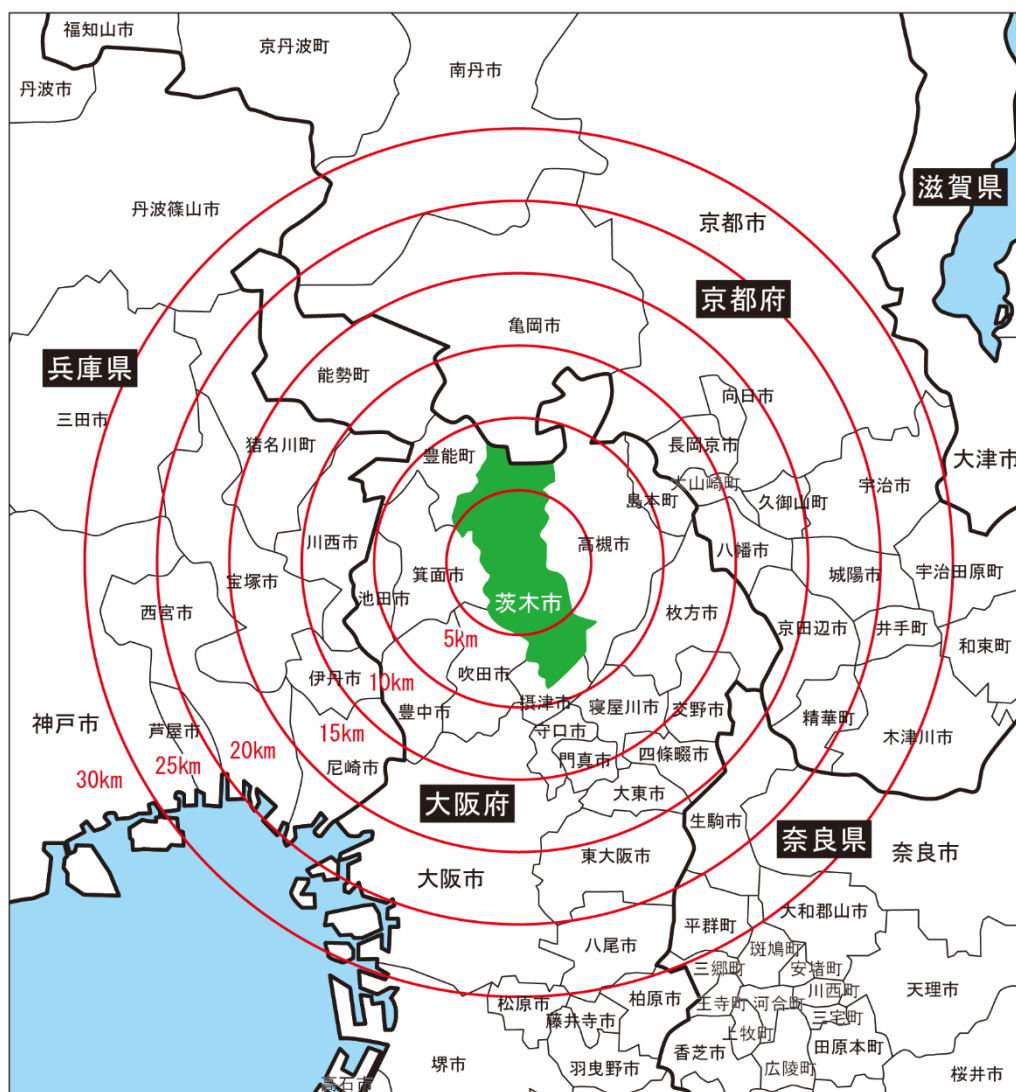 福知山市
京丹波町
南丹市
丹波市
滋賀県
丹波篠山市
京都市
京都府
亀岡市
兵庫県
能勢町
向日市
三田市
猪名川町
長岡京市
豊能町
大津市
大山崎町
宇治市
島本町
久御山町
川西市
高槻市
八幡市
箕面市
城陽市
宇治田原町
宝塚市
池田市
茨木市
西宮市
枚方市
京田辺市
井手町
5km
和束町
吹田市
伊丹市
10km
摂津市
寝屋川市
交野市
豊中市
精華町
神戸市
芦屋市
15km
守口市
木津川市
20km
四條畷市
25km
門真市
尼崎市
30km
大東市
大阪府
生駒市
奈良県
東大阪市
奈良市
大阪市
大和郡山市
平群町
八尾市
斑鳩町
三郷町
安堵町
川西町
天理市
柏原市
松原市
王寺町
河合町
藤井寺市
三宅町
上牧町
田原本町
香芝市
堺市
羽曳野市
広陵町
桜井市
高石市